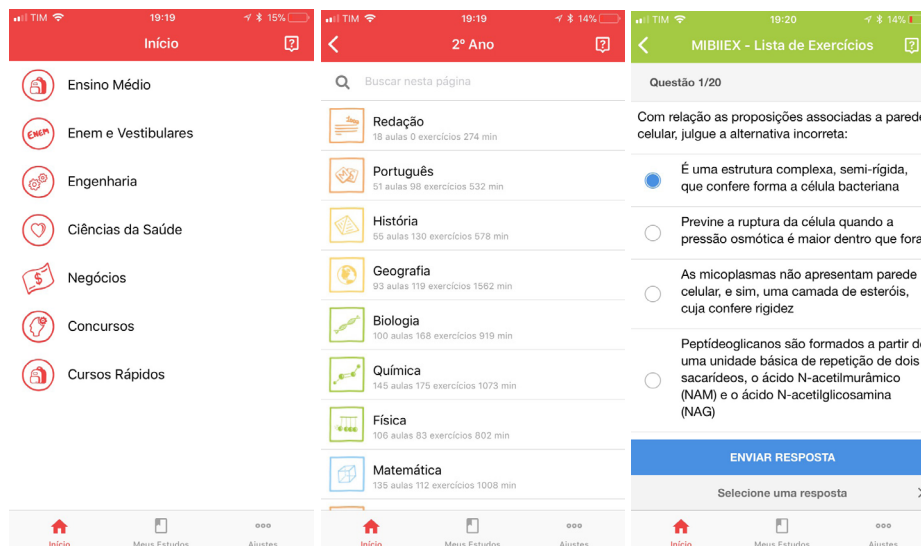 TIM 19:19 15%
Início
Ensino Médio
ENEM Enem e Vestibulares
Engenharia
Ciências da Saúde
Negócios
Concursos
Cursos Rápidos
Início Meus Estudos Ajustes
TIM 19:19 14%
2º Ano
Buscar nesta página
Redação
18 aulas 0 exercícios 274 min
Português
51 aulas 98 exercícios 532 min
História
55 aulas 130 exercícios 578 min
Geografia
93 aulas 119 exercícios 1562 min
Biologia
100 aulas 168 exercícios 919 min
Química
145 aulas 175 exercícios 1073 min
Física
106 aulas 83 exercícios 802 min
Matemática
135 aulas 112 exercícios 1008 min
Início Meus Estudos Ajustes
TIM 19:20 14%
MIBIIEX - Lista de Exercícios
Questão 1/20
Com relação as proposições associadas a parede
celular, julgue a alternativa incorreta:
É uma estrutura complexa, semi-rígida,
que confere forma a célula bacteriana
Previne a ruptura da célula quando a
pressão osmótica é maior dentro que fora
As micoplasmas não apresentam parede
celular, e sim, uma camada de esteróis,
cuja confere rigidez
Peptídeoglicanos são formados a partir de
uma unidade básica de repetição de dois
sacarídeos, o ácido N-acetilmurâmico
(NAM) e o ácido N-acetilglicosamina
(NAG)
ENVIAR RESPOSTA
Selecione uma resposta
Início Meus Estudos Ajustes